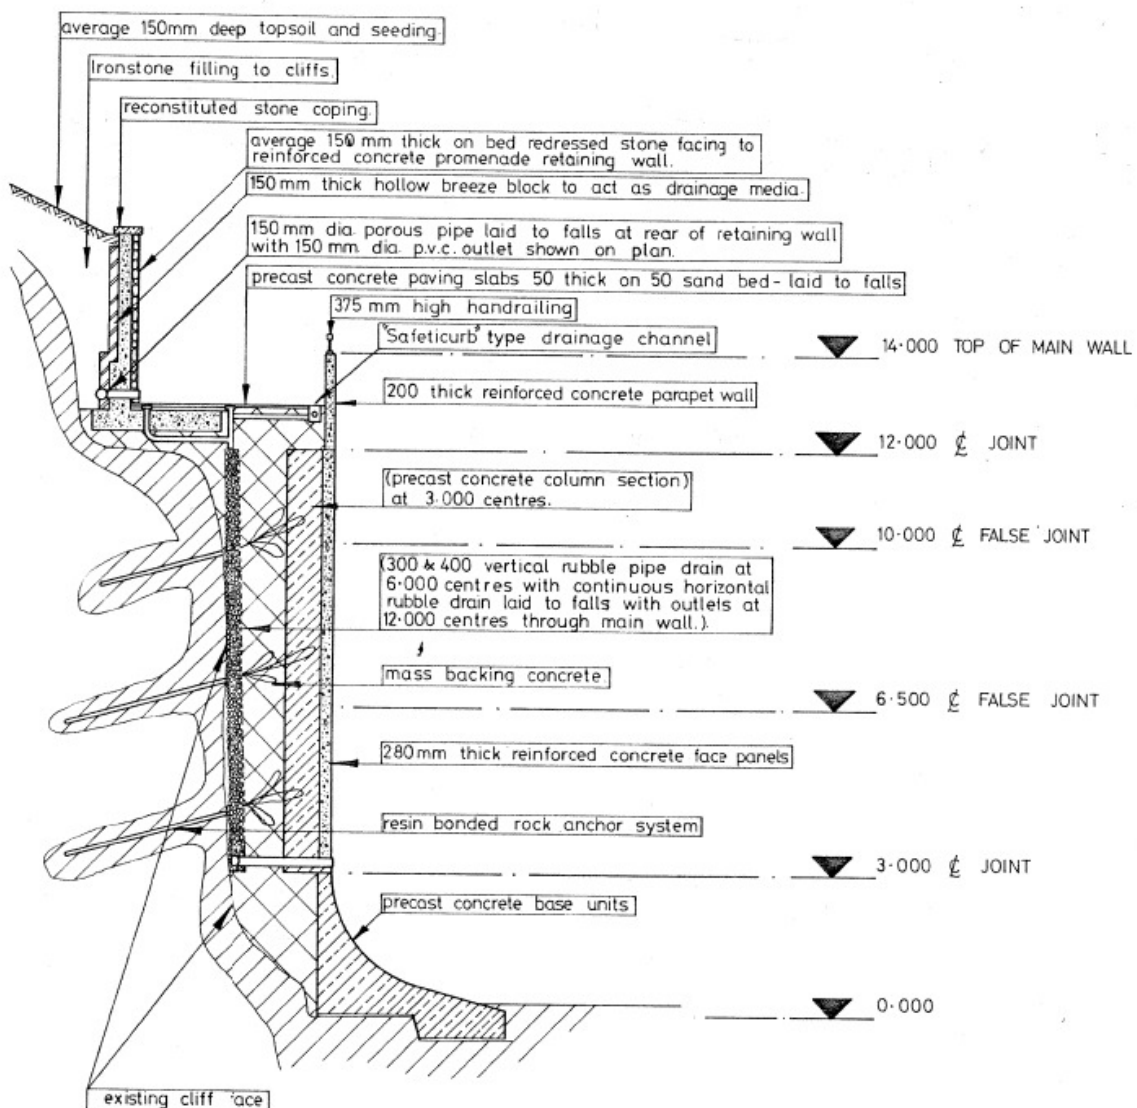 average 150mm deep topsoil and seeding.
Ironstone filling to cliffs.
reconstituted stone coping.
average 150 mm thick on bed redressed stone facing to
reinforced concrete promenade retaining wall.
150 mm thick hollow breeze block to act as drainage media.
150 mm dia. porous pipe laid to falls at rear of retaining wall
with 150 mm dia. p.v.c. outlet shown on plan.
precast concrete paving slabs 50 thick on 50 sand bed - laid to falls
375 mm high handrailing
"Safeticurb" type drainage channel
14·000 TOP OF MAIN WALL
200 thick reinforced concrete parapet wall
12·000 ℄ JOINT
(precast concrete column section)
at 3·000 centres.
10·000 ℄ FALSE JOINT
(300 & 400 vertical rubble pipe drain at
6·000 centres with continuous horizontal
rubble drain laid to falls with outlets at
12·000 centres through main wall.)
mass backing concrete
6·500 ℄ FALSE JOINT
280mm thick reinforced concrete face panels
resin bonded rock anchor system
3·000 ℄ JOINT
precast concrete base units
0·000
existing cliff face